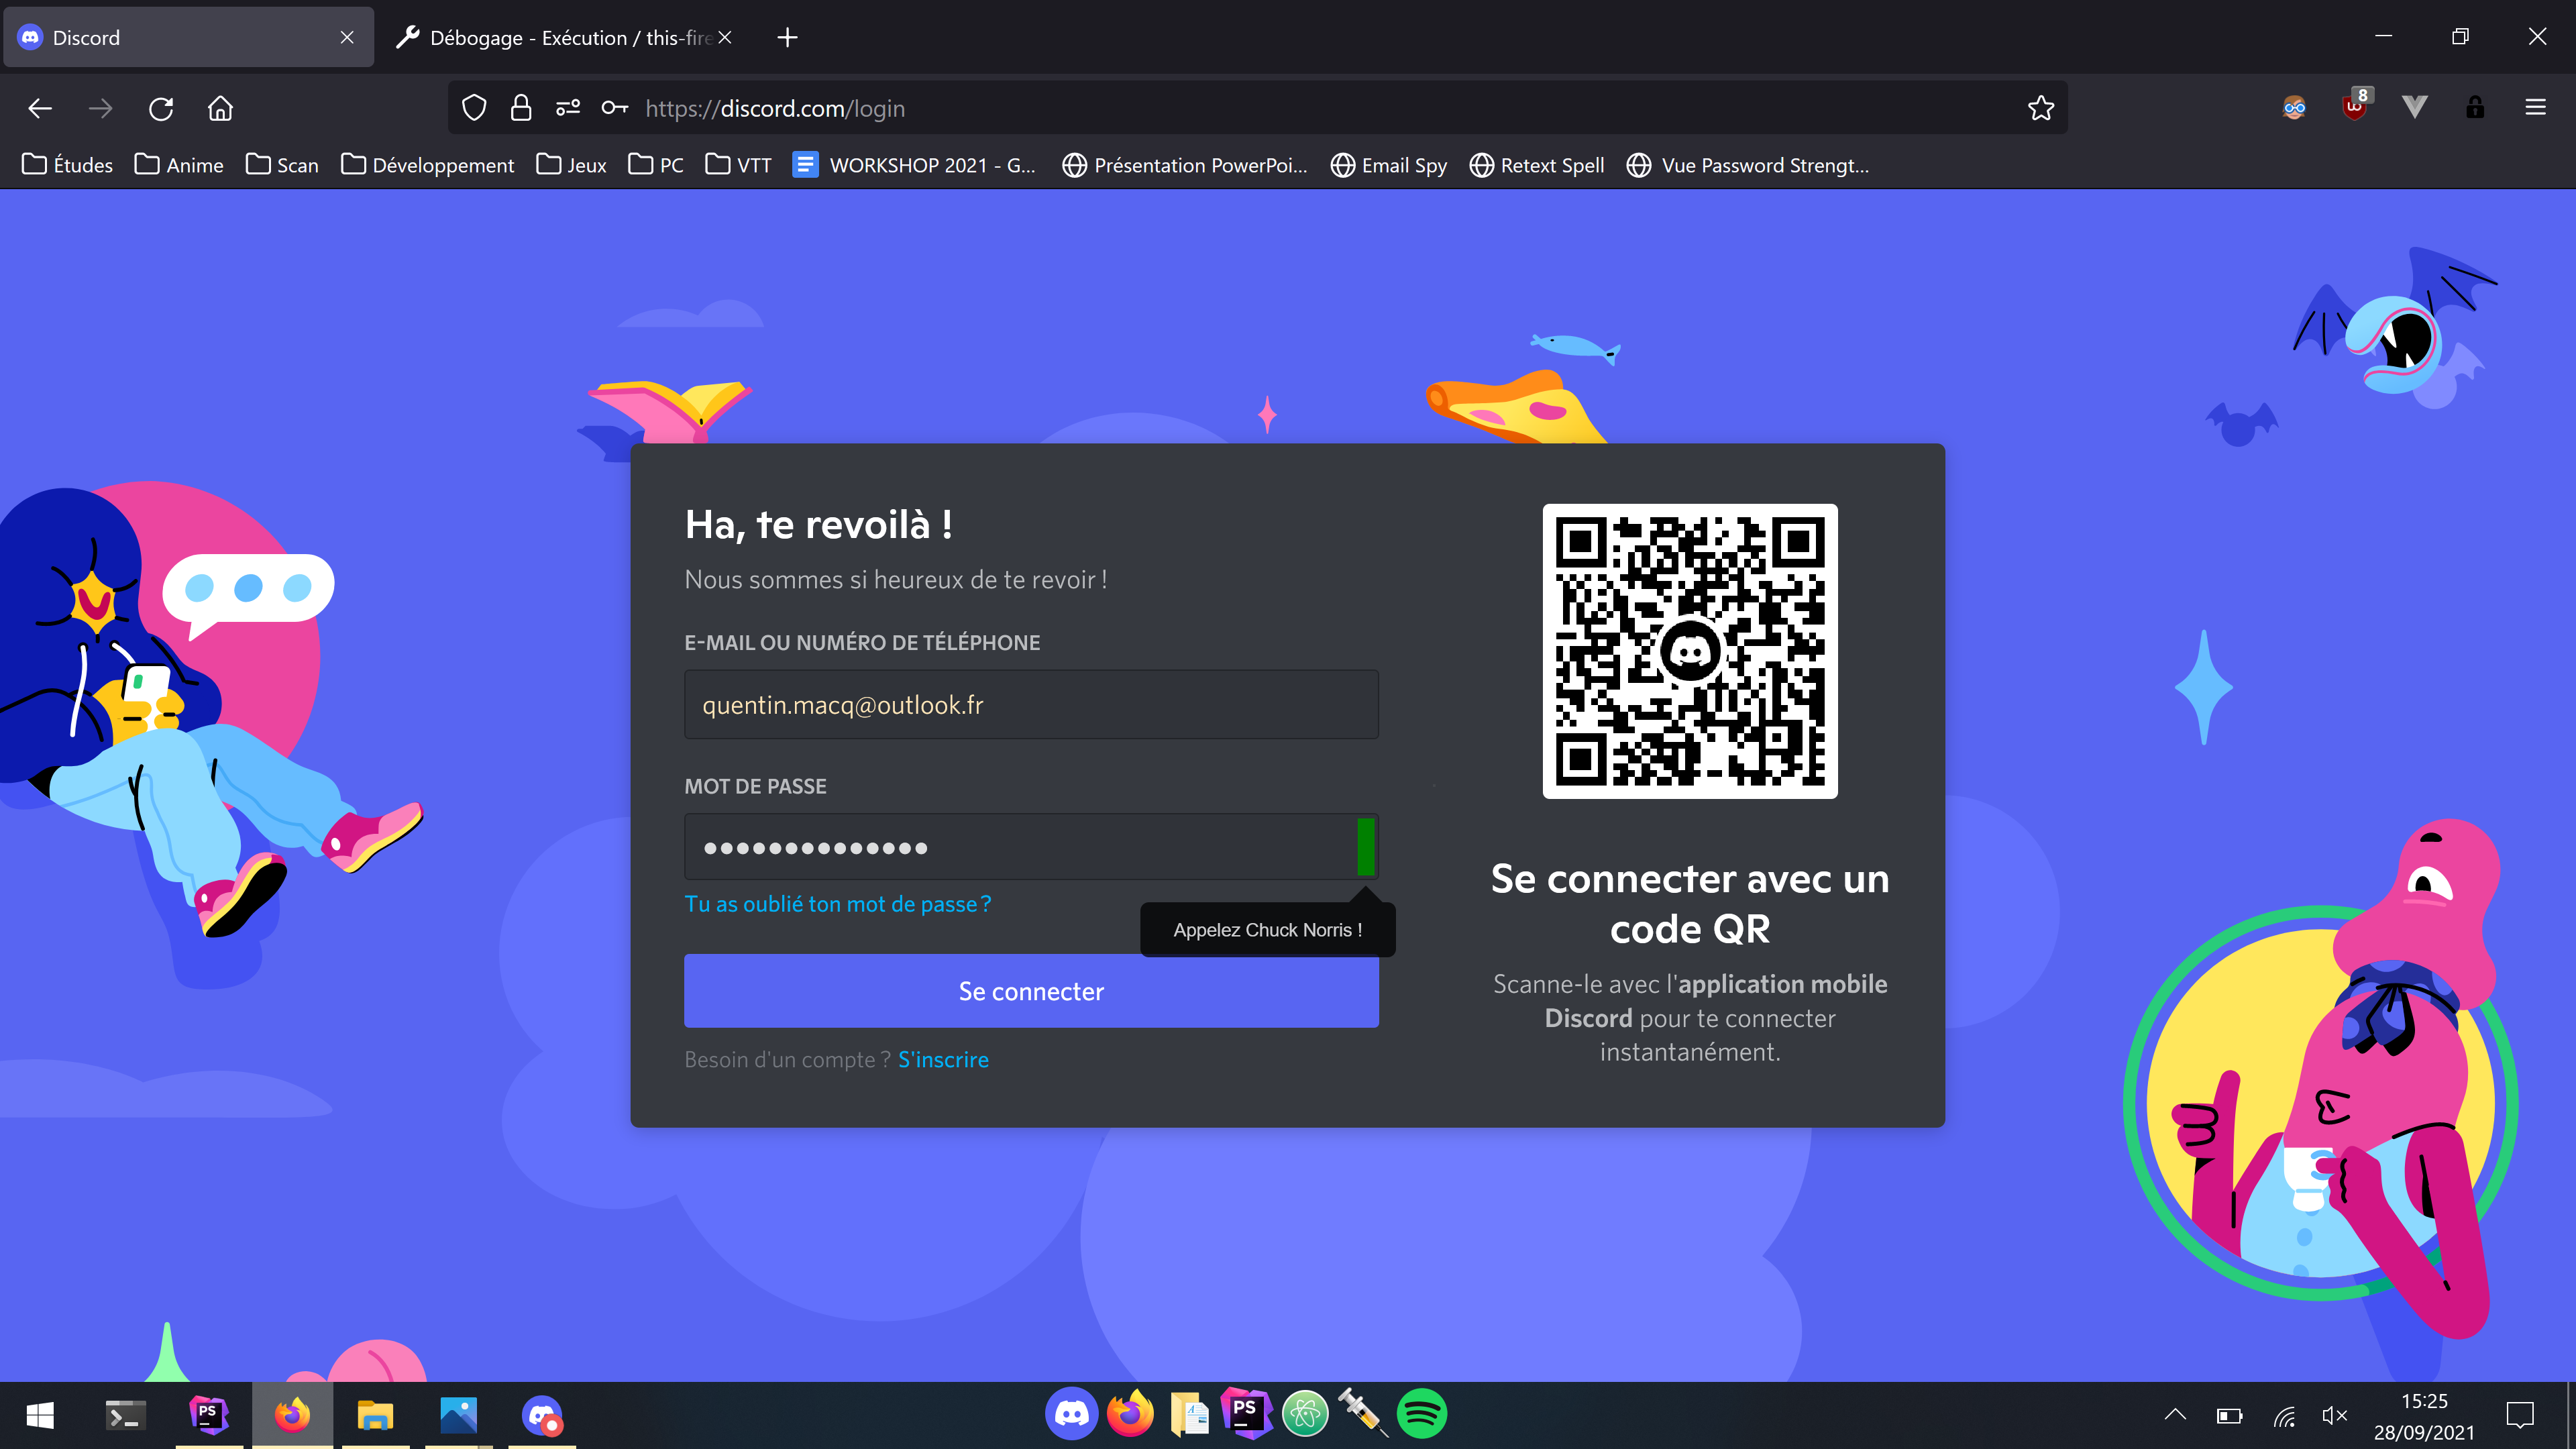 Discord
Débogage - Exécution / this-fire
https://discord.com/login
8
Études
Anime
Scan
Développement
Jeux
PC
VTT
WORKSHOP 2021 - G...
Présentation PowerPoi...
Email Spy
Retext Spell
Vue Password Strengt...
Ha, te revoilà !
Nous sommes si heureux de te revoir !
E-MAIL OU NUMÉRO DE TÉLÉPHONE
quentin.macq@outlook.fr
MOT DE PASSE
●●●●●●●●●●●●●●
Tu as oublié ton mot de passe ?
Appelez Chuck Norris !
Se connecter
Besoin d'un compte ? S'inscrire
Se connecter avec un
code QR
Scanne-le avec l'application mobile
Discord pour te connecter
instantanément.
PS
PS
15:25
28/09/2021